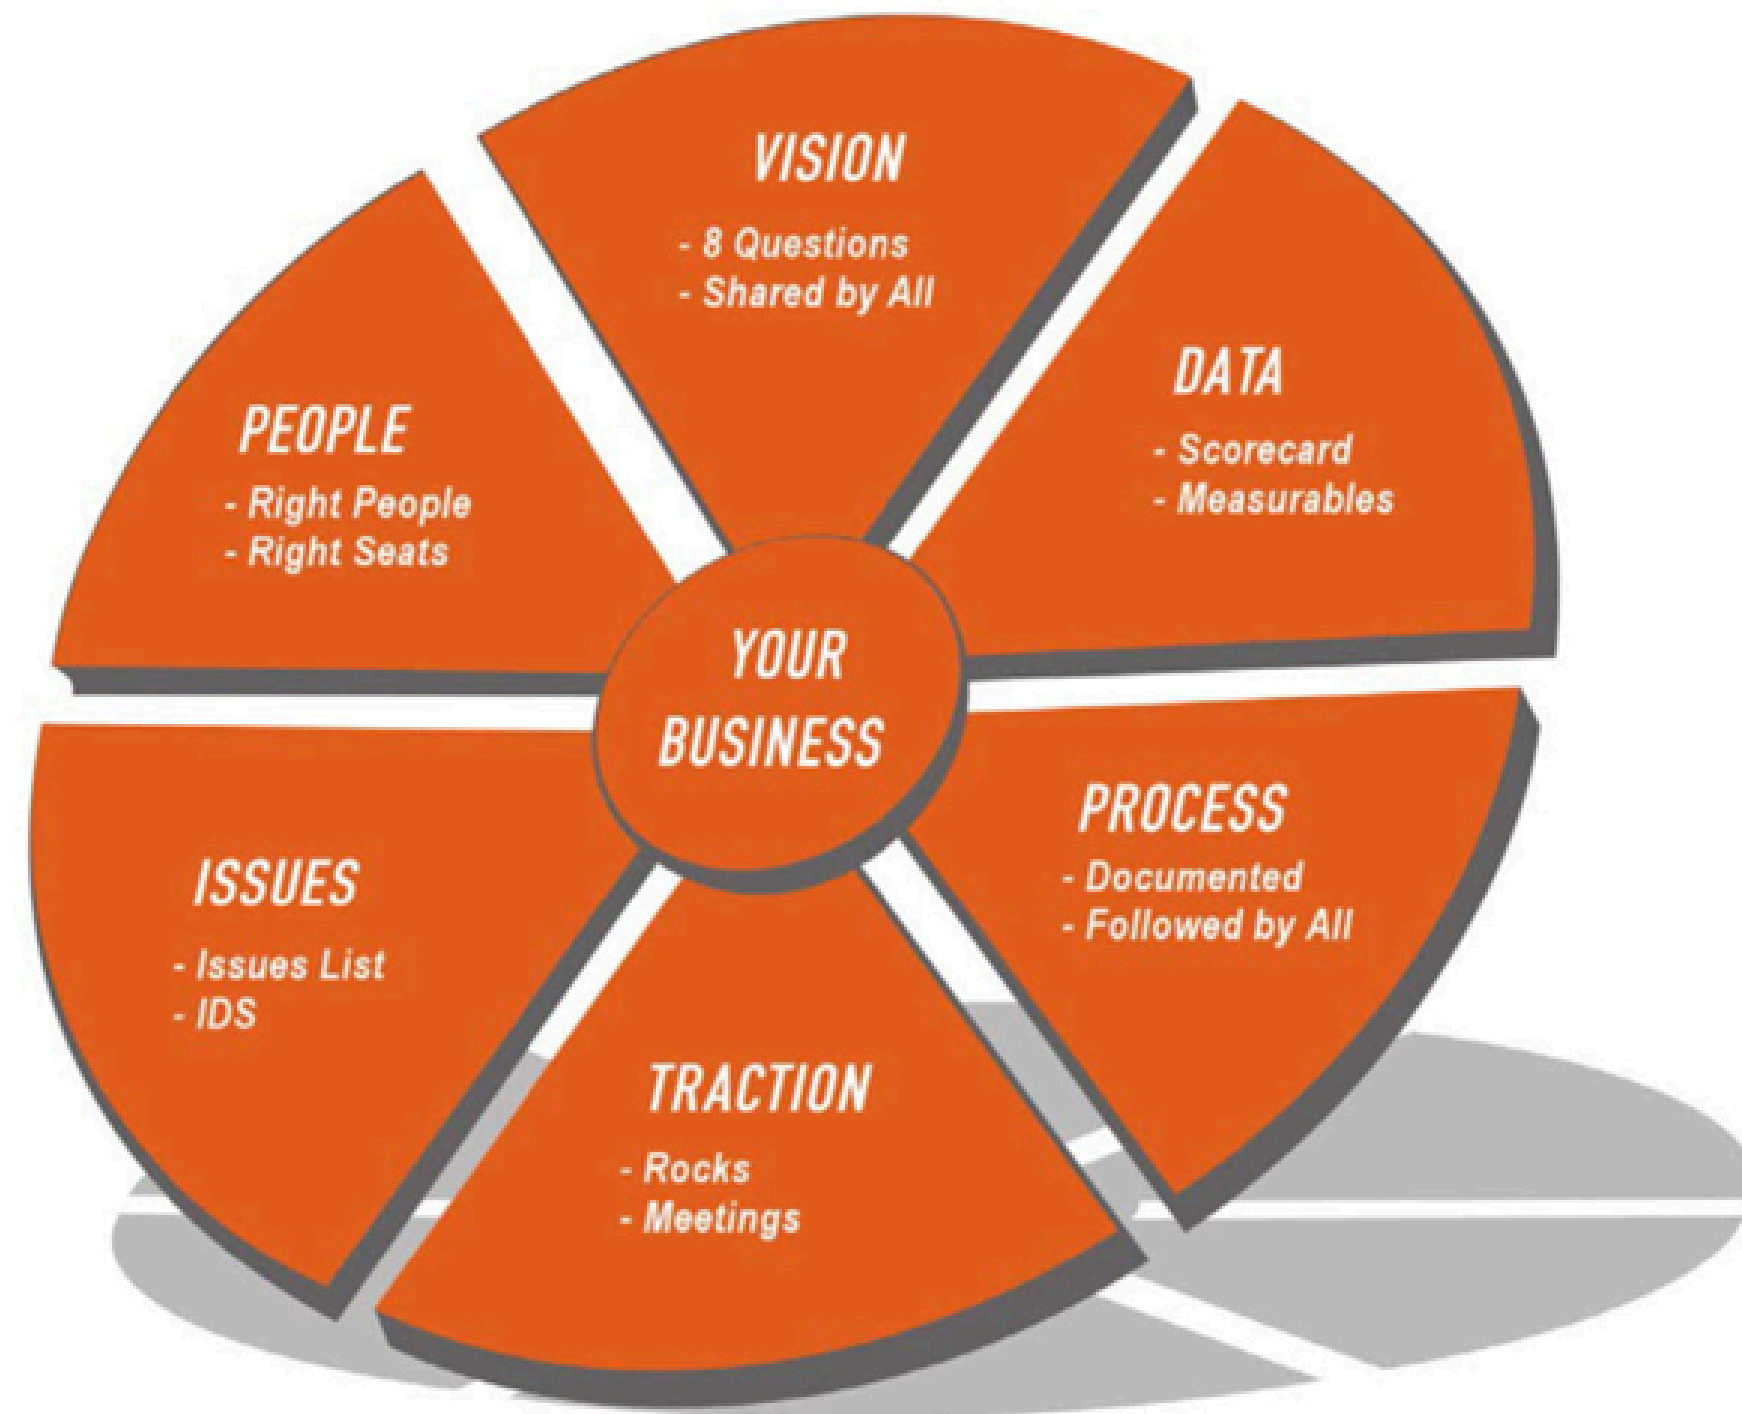 VISION
- 8 Questions
- Shared by All
DATA
- Scorecard
- Measurables
PEOPLE
- Right People
- Right Seats
YOUR
BUSINESS
PROCESS
- Documented
- Followed by All
ISSUES
- Issues List
- IDS
TRACTION
- Rocks
- Meetings